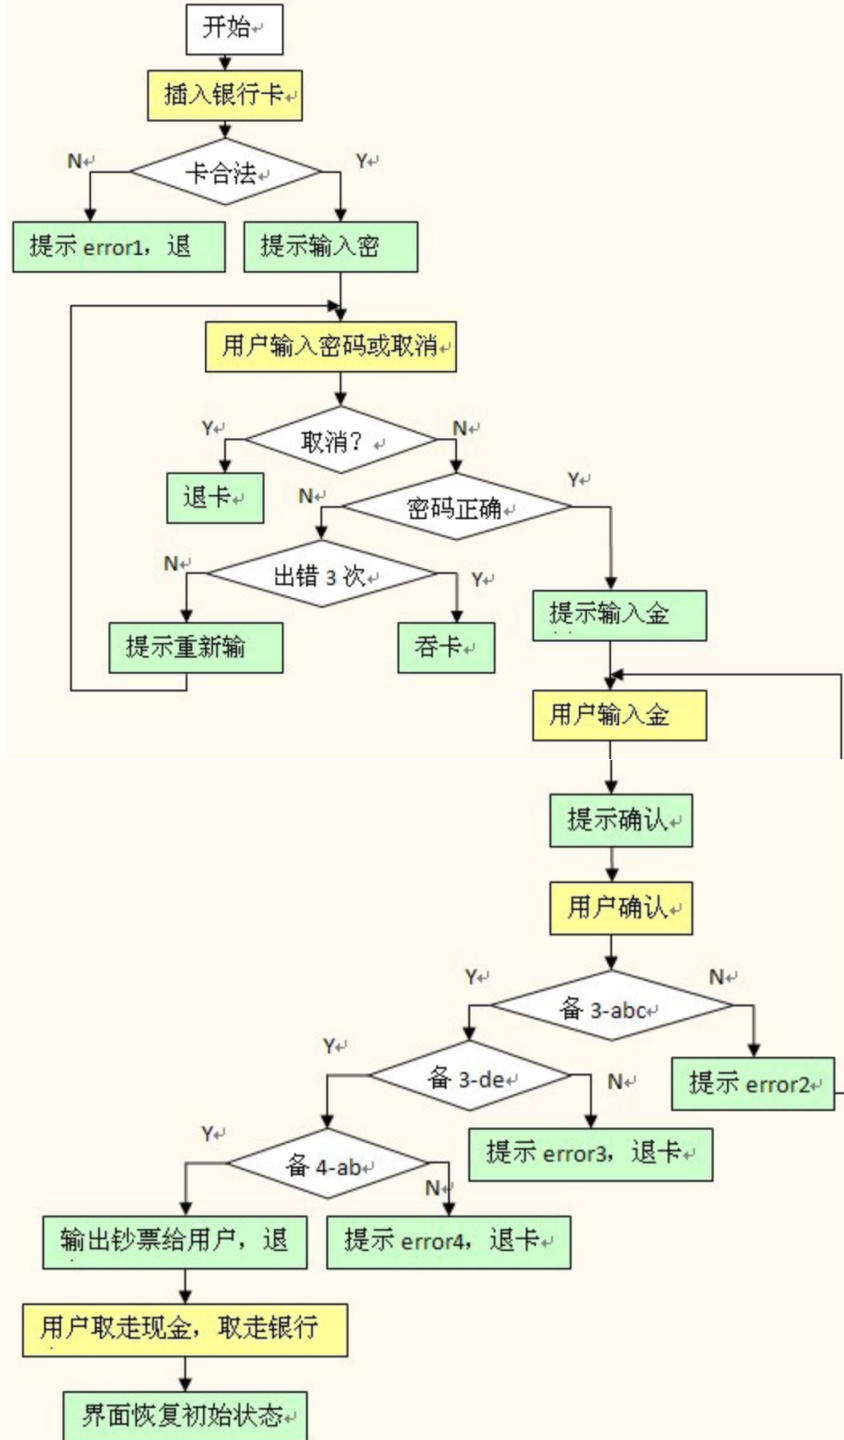 开始
插入银行卡
N
Y
卡合法
提示 error1，退
提示输入密
用户输入密码或取消
Y
N
取消？
退卡
N
Y
密码正确
N
Y
出错 3 次
提示输入金
提示重新输
吞卡
用户输入金
提示确认
用户确认
Y
N
备 3-abc
Y
备 3-de
N
提示 error2
Y
提示 error3，退卡
备 4-ab
N
输出钞票给用户，退
提示 error4，退卡
用户取走现金，取走银行
界面恢复初始状态